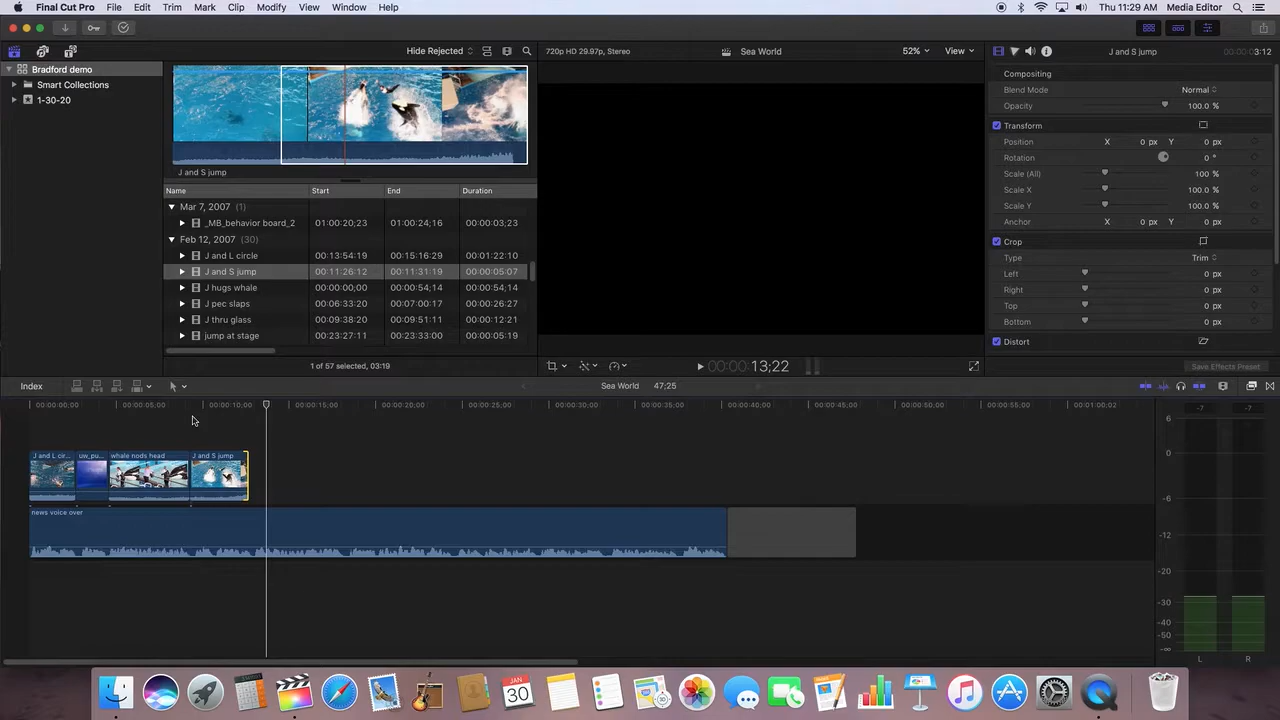 Final Cut Pro File Edit Trim Mark Clip Modify View Window Help Thu 11:29 AM Media Editor
Hide Rejected 720p HD 29.97p, Stereo Sea World 52% View J and S jump 00:00:03:12
Bradford demo
Smart Collections
1-30-20
J and S jump
Name Start End Duration
Mar 7, 2007 (1)
_MB_behavior board_2 01:00:20;23 01:00:24;16 00:00:03;23
Feb 12, 2007 (30)
J and L circle 00:13:54;19 00:15:16;29 00:01:22;10
J and S jump 00:11:26;12 00:11:31;19 00:00:05;07
J hugs whale 00:00:00;00 00:00:54;14 00:00:54;14
J pec slaps 00:06:33;20 00:07:00;17 00:00:26;27
J thru glass 00:09:38;20 00:09:51;11 00:00:12;21
jump at stage 00:23:27;11 00:23:33;00 00:00:05;19
1 of 57 selected, 03:19
00:00:13;22
Compositing
Blend Mode Normal
Opacity 100.0 %
Transform
Position X 0 px Y 0 px
Rotation 0 °
Scale (All) 100 %
Scale X 100.0 %
Scale Y 100.0 %
Anchor X 0 px Y 0 px
Crop
Type Trim
Left 0 px
Right 0 px
Top 0 px
Bottom 0 px
Distort
Save Effects Preset
Index Sea World 47;25
00:00:00;00 00:00:05;00 00:00:10;00 00:00:15;00 00:00:20;00 00:00:25;00 00:00:30;00 00:00:35;00 00:00:40;00 00:00:45;00 00:00:50;00 00:00:55;00 00:01:00;02
J and L cir... uw_pu... whale nods head J and S jump
news voice over
-7 -7
6
0
-6
-12
-20
-30
-40
-50
-∞
L R
JAN
30